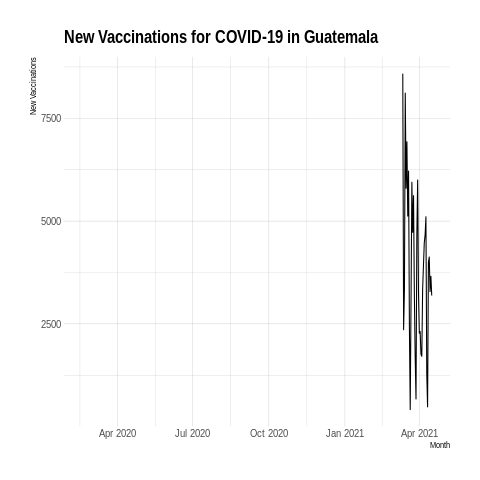 New Vaccinations for COVID-19 in Guatemala
New Vaccinations
7500
5000
2500
Apr 2020 Jul 2020 Oct 2020 Jan 2021 Apr 2021
Month